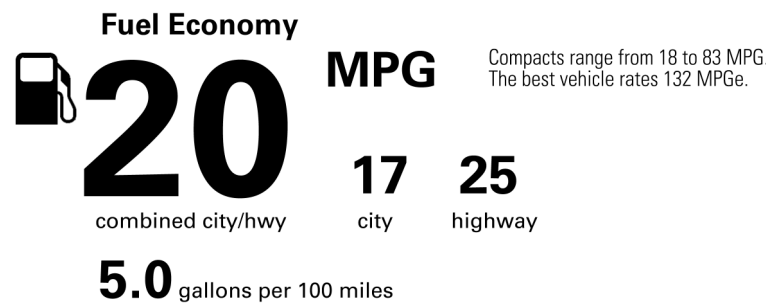 Fuel Economy
20
MPG
Compacts range from 18 to 83 MPG.
The best vehicle rates 132 MPGe.
17 25
combined city/hwy city highway
5.0 gallons per 100 miles